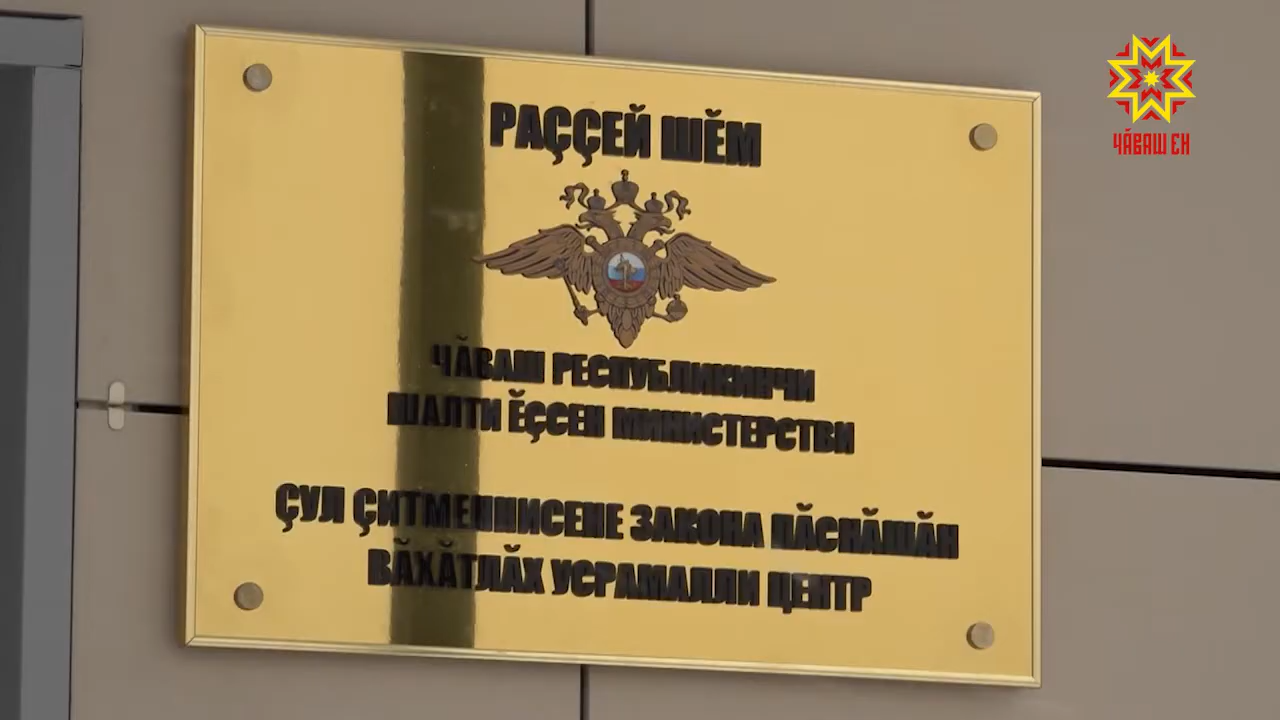 РАҪҪЕЙ ШӖМ
ЧӐВАШ РЕСПУБЛИКИНЧИ
ШАЛТИ ӖҪСЕН МИНИСТЕРСТВИ
ҪУЛ ҪИТМЕННИСЕНЕ ЗАКОНА ПӐСНӐШӐН
ВӐХӐТЛӐХ УСРАМАЛЛИ ЦЕНТР
ЧӐВАШ ЕН